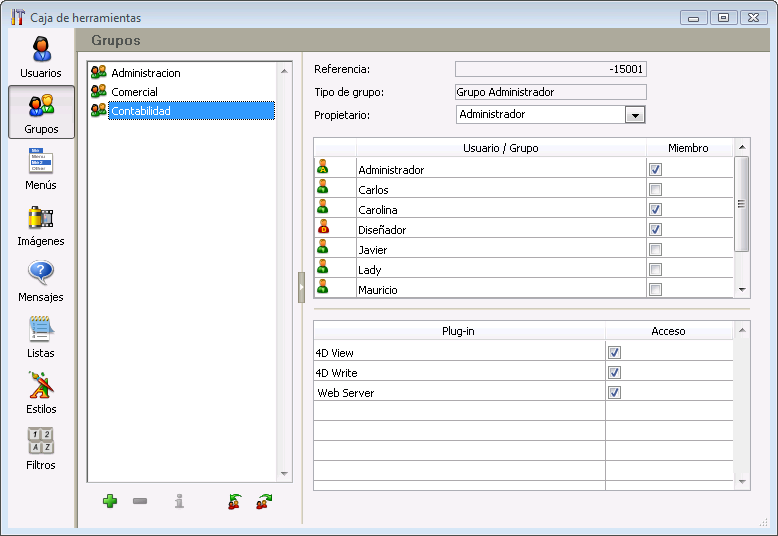 Caja de herramientas
Usuarios
Grupos
Menús
Imágenes
Mensajes
Listas
Estilos
Filtros
Grupos
Administracion
Comercial
Contabilidad
Referencia: -15001
Tipo de grupo: Grupo Administrador
Propietario: Administrador
Usuario / Grupo Miembro
Administrador
Carlos
Carolina
Diseñador
Javier
Lady
Mauricio
Plug-in Acceso
4D View
4D Write
Web Server